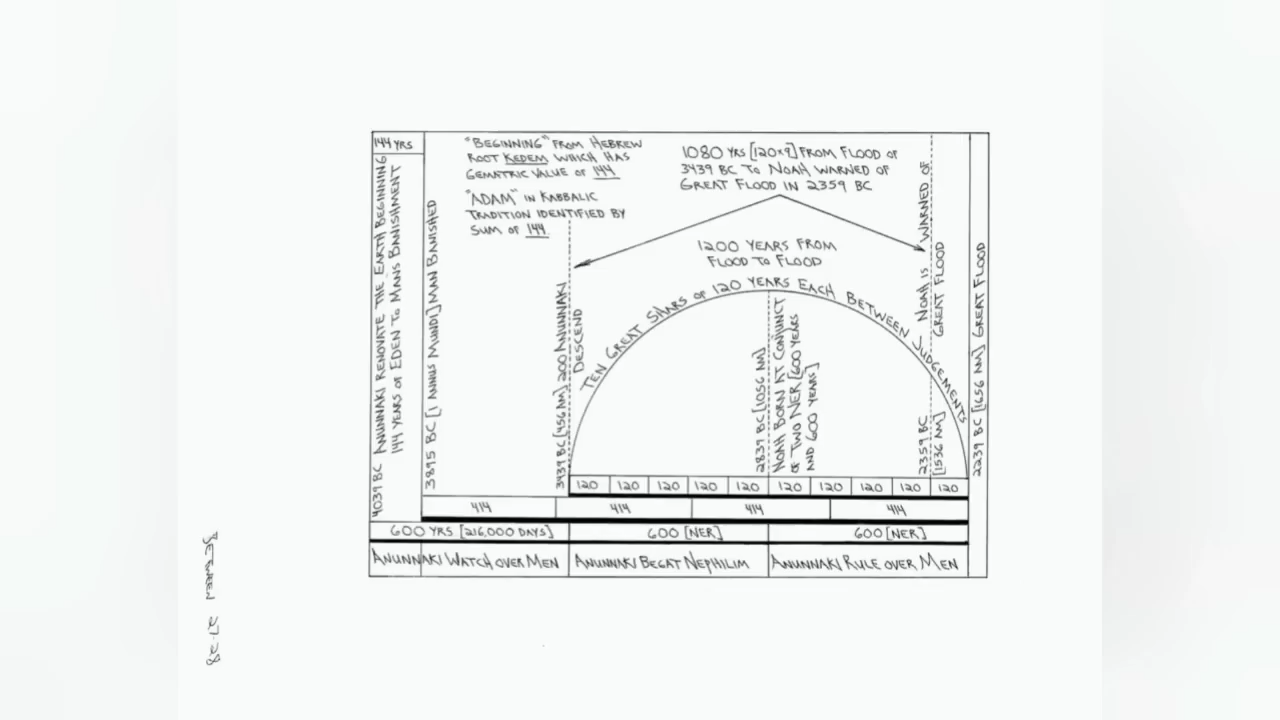 144 YRS
4039 BC ANUNNAKI RENOVATE THE EARTH BEGINNING
144 YEARS OF EDEN TO MANS BANISHMENT
3895 BC [1 ANNUS MUNDI] MAN BANISHED
"BEGINNING" FROM HEBREW
ROOT KEDEM WHICH HAS
GEMATRIC VALUE OF 144
"ADAM" IN KABBALIC
TRADITION IDENTIFIED BY
SUM OF 144
1080 YRS [120×9] FROM FLOOD OF
3439 BC TO NOAH WARNED OF
GREAT FLOOD IN 2359 BC
1200 YEARS FROM
FLOOD TO FLOOD
TEN GREAT SHARS OF 120 YEARS EACH BETWEEN JUDGEMENTS
3439 BC [456 AM] 200 ANUNNAKI
DESCEND
2839 BC [1056 AM]
NOAH BORN AT CONJUNCT
OF TWO NER [600 YEARS
AND 600 YEARS]
2359 BC
[1536 AM]
NOAH IS WARNED OF
GREAT FLOOD
2239 BC [1656 AM] GREAT FLOOD
120 120 120 120 120 120 120 120 120 120
414 414 414 414
600 YRS [216,000 DAYS] 600 [NER] 600 [NER]
ANUNNAKI WATCH OVER MEN ANUNNAKI BEGAT NEPHILIM ANUNNAKI RULE OVER MEN
BETWEEN 27-28